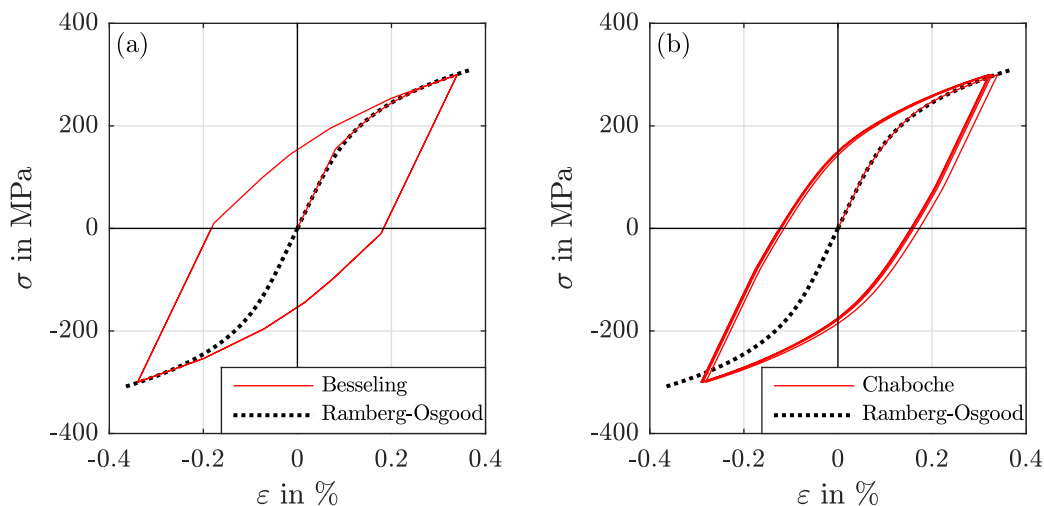 (a)
400
200
0
-200
-400
σ in MPa
-0.4
-0.2
0
0.2
0.4
ε in %
Besseling
Ramberg-Osgood
(b)
400
200
0
-200
-400
σ in MPa
-0.4
-0.2
0
0.2
0.4
ε in %
Chaboche
Ramberg-Osgood